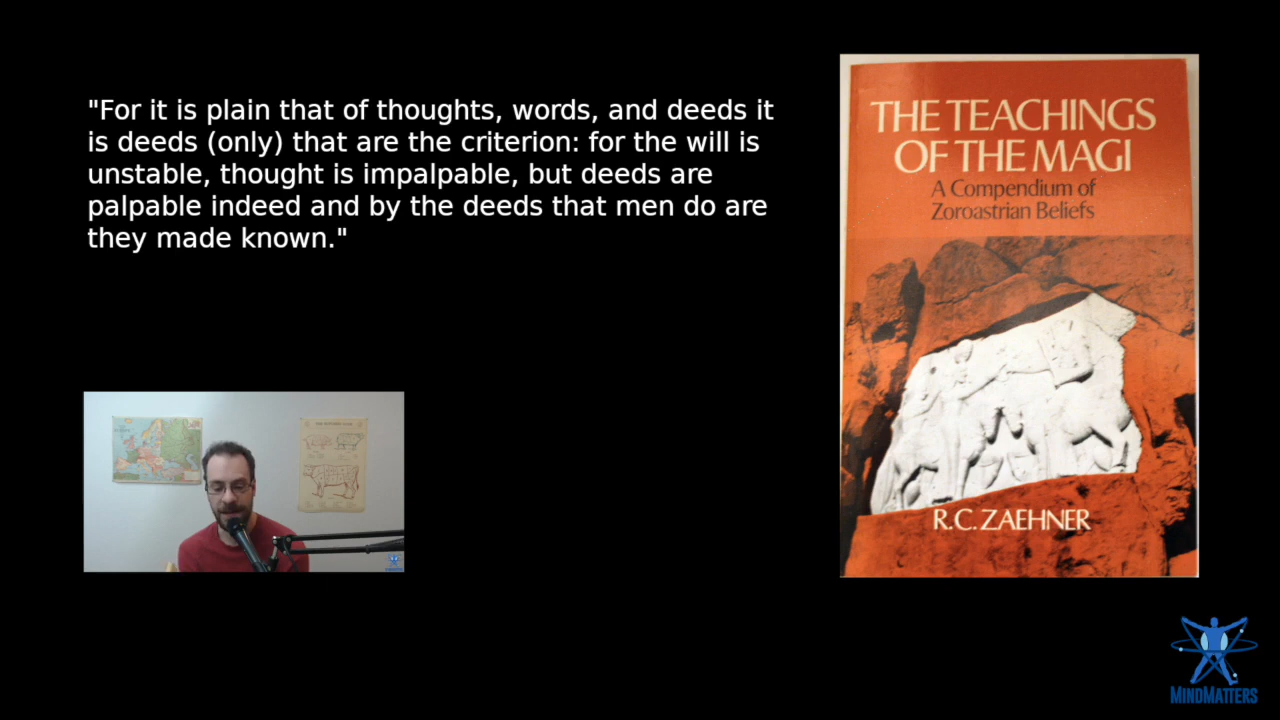 "For it is plain that of thoughts, words, and deeds it
is deeds (only) that are the criterion: for the will is
unstable, thought is impalpable, but deeds are
palpable indeed and by the deeds that men do are
they made known."
THE TEACHINGS
OF THE MAGI
A Compendium of
Zoroastrian Beliefs
R.C. ZAEHNER
MINDMATTERS